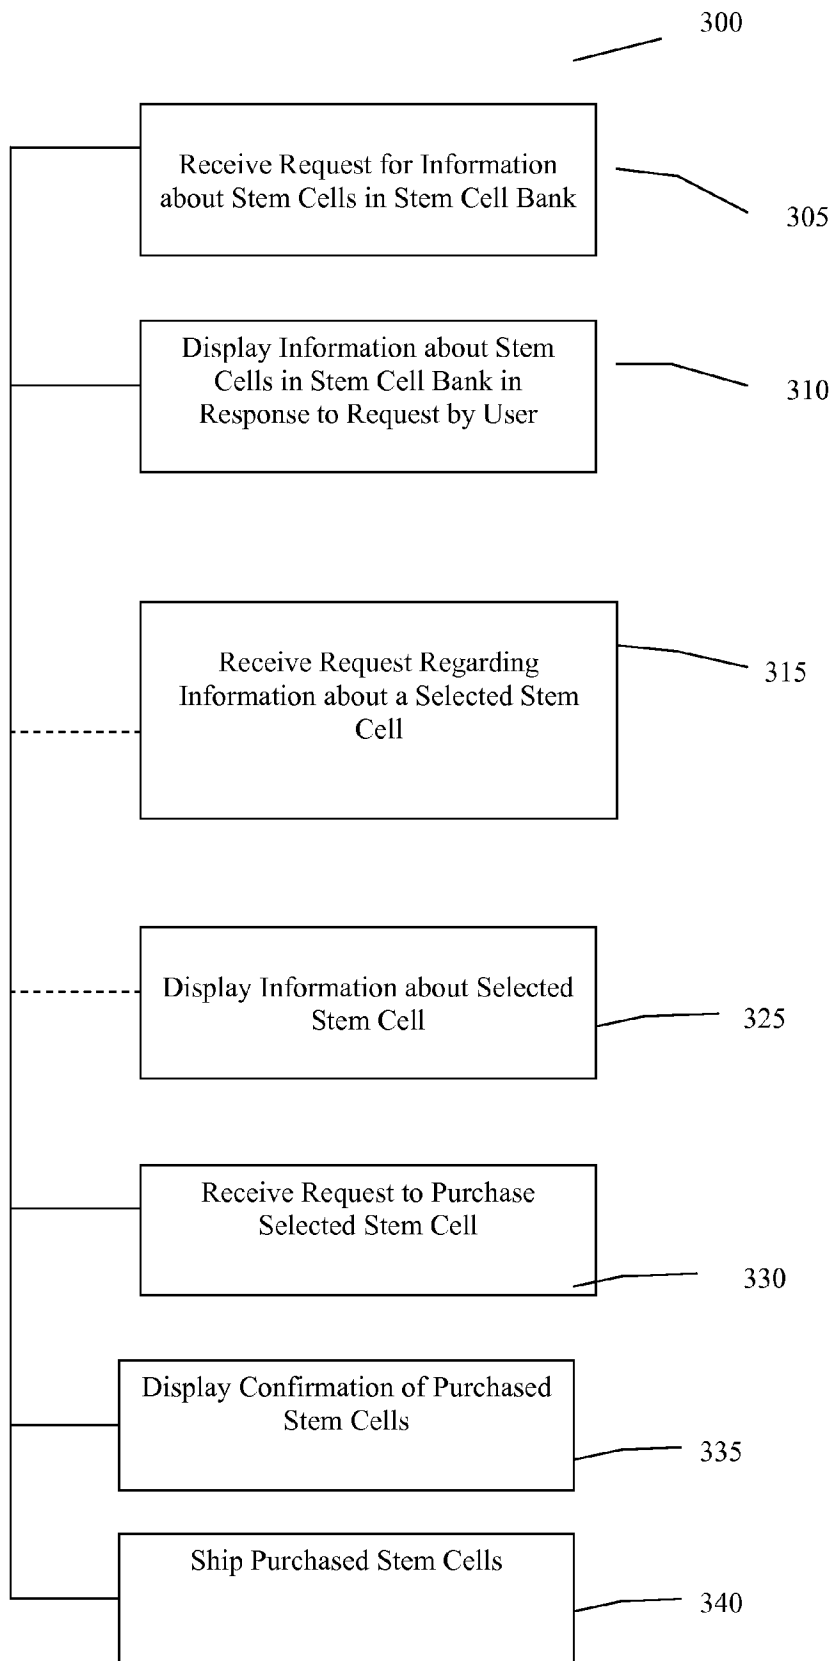 300
Receive Request for Information
about Stem Cells in Stem Cell Bank
305
Display Information about Stem
Cells in Stem Cell Bank in
Response to Request by User
310
Receive Request Regarding
Information about a Selected Stem
Cell
315
Display Information about Selected
Stem Cell
325
Receive Request to Purchase
Selected Stem Cell
330
Display Confirmation of Purchased
Stem Cells
335
Ship Purchased Stem Cells
340